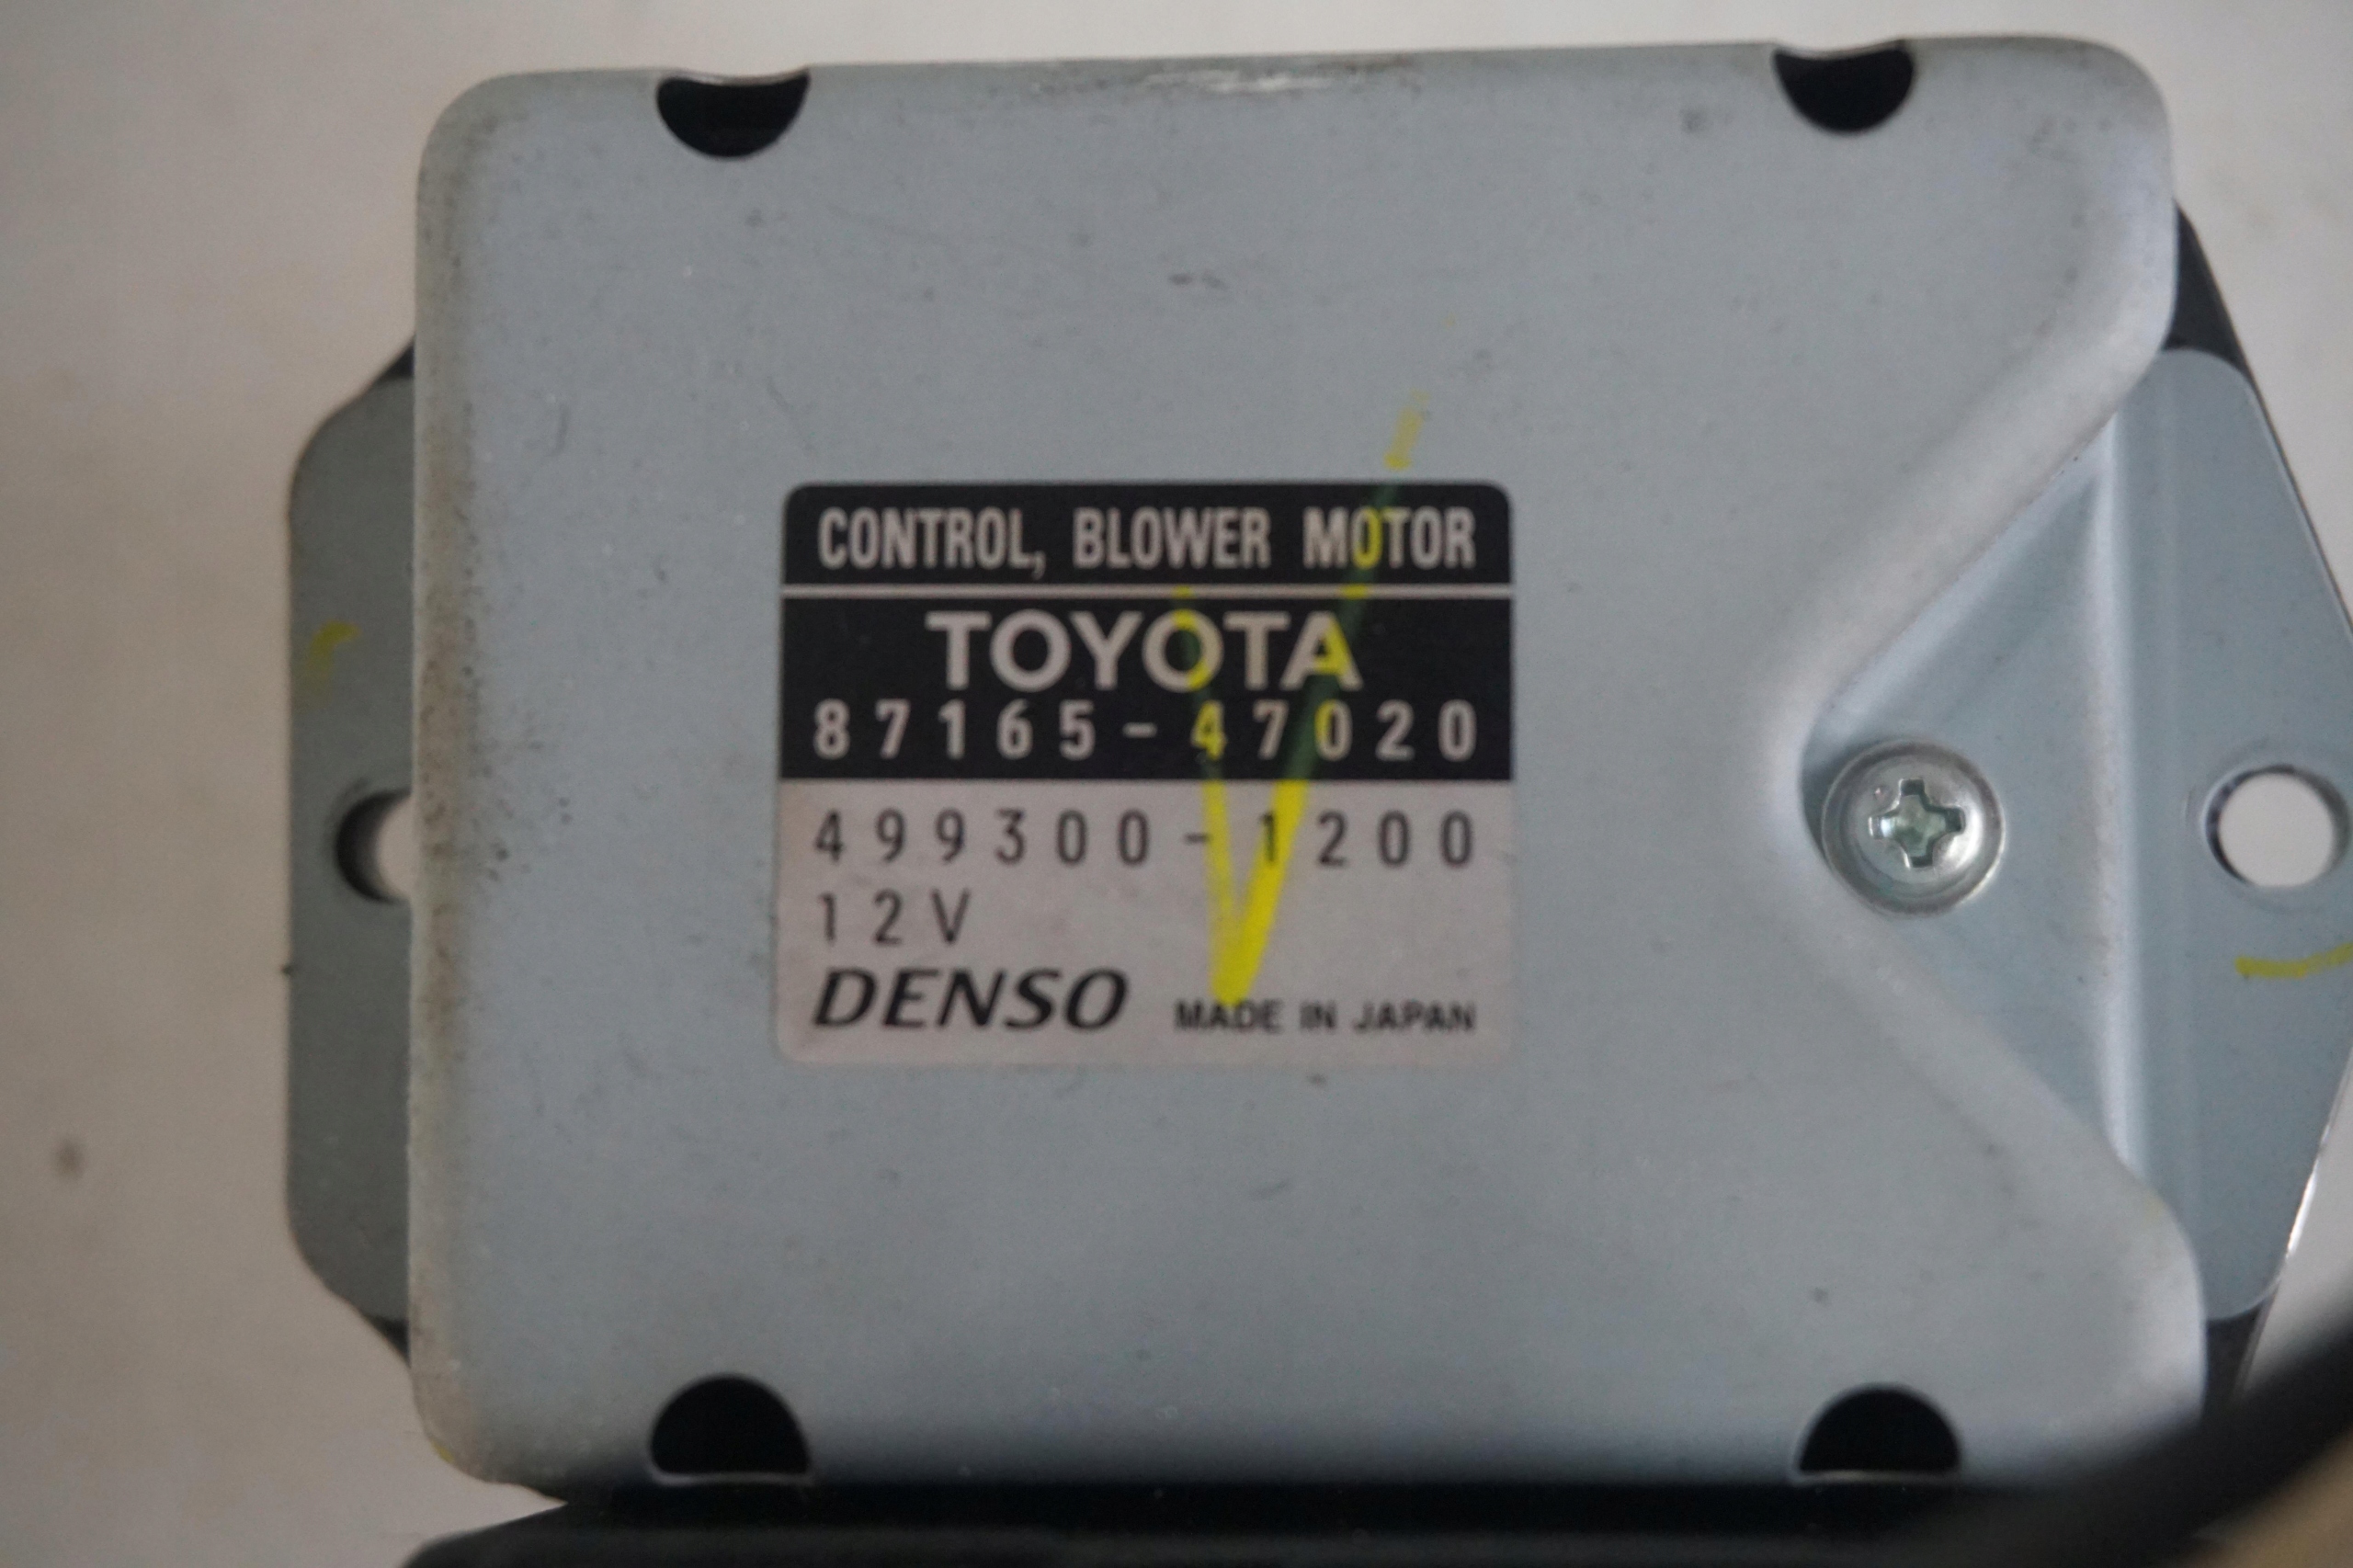 CONTROL, BLOWER MOTOR
TOYOTA
87165-47020
499300-1200
12V
DENSO MADE IN JAPAN